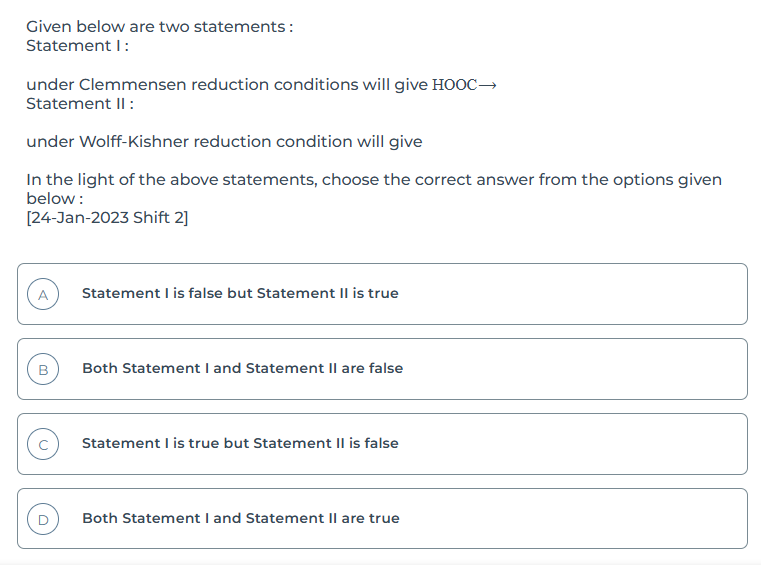 Given below are two statements :
Statement I :
under Clemmensen reduction conditions will give HOOC⟶
Statement II :
under Wolff-Kishner reduction condition will give
In the light of the above statements, choose the correct answer from the options given
below :
[24-Jan-2023 Shift 2]
A Statement I is false but Statement II is true
B Both Statement I and Statement II are false
C Statement I is true but Statement II is false
D Both Statement I and Statement II are true